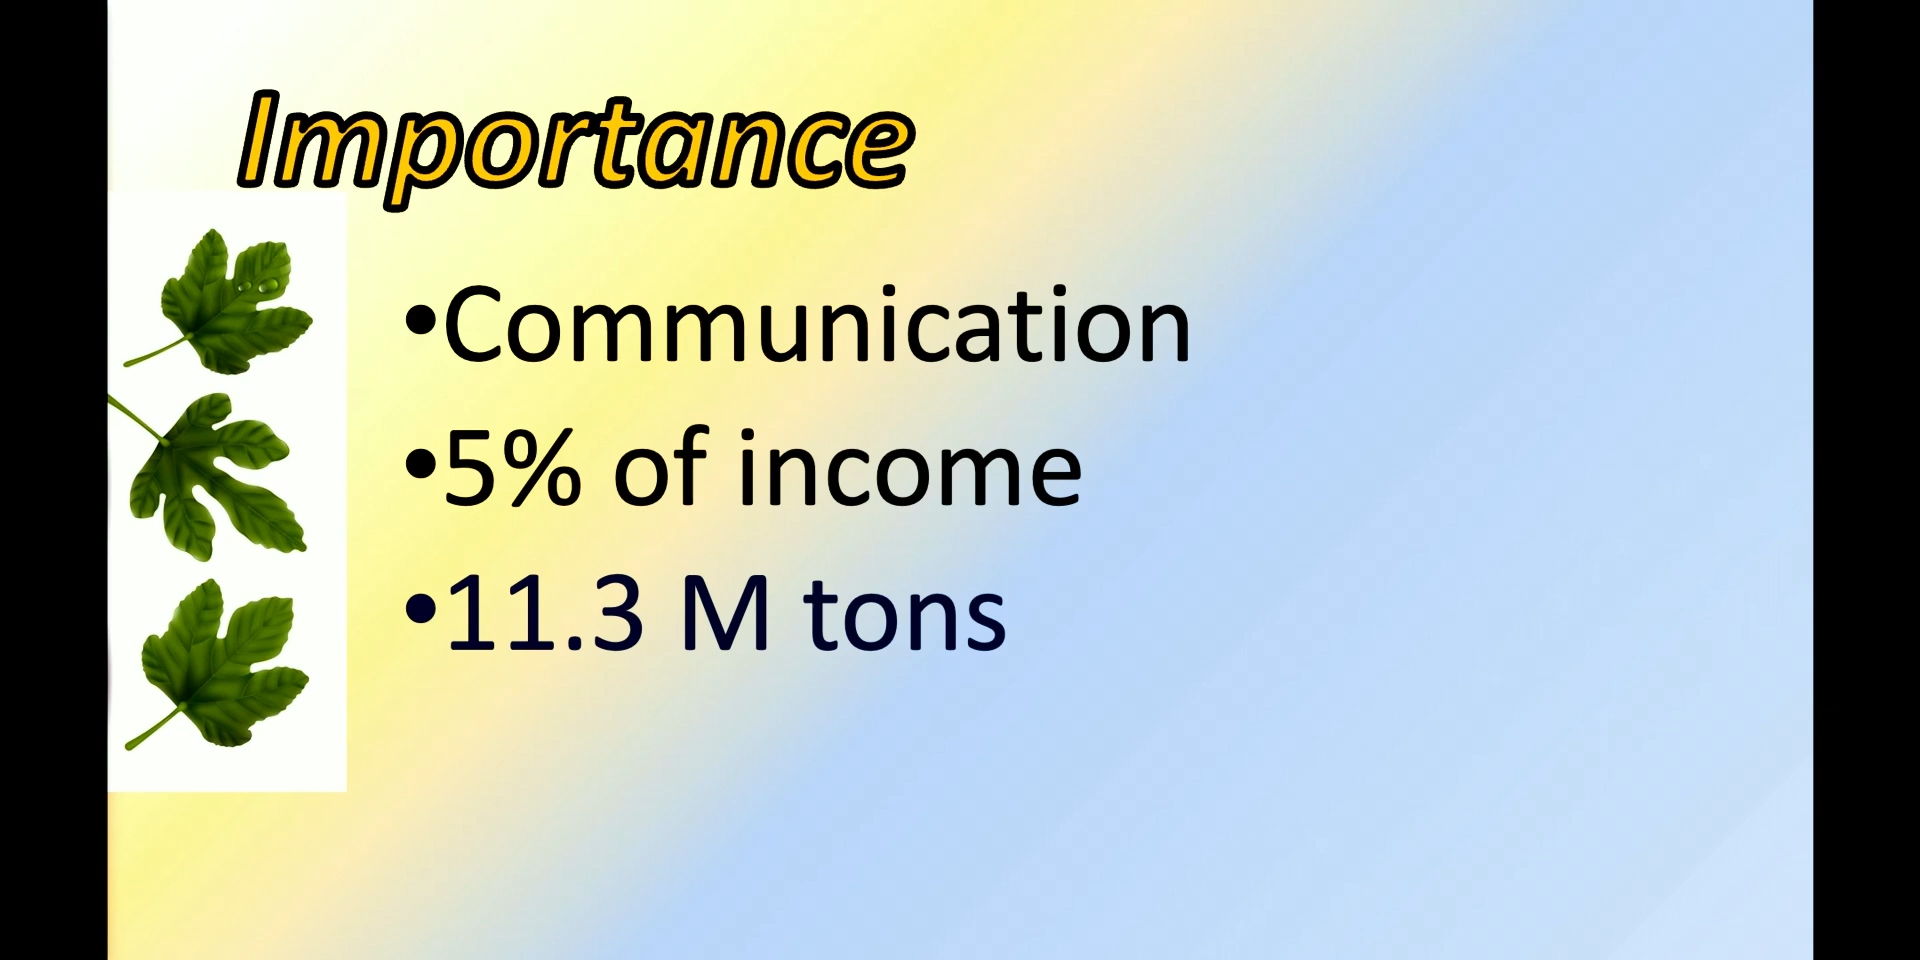 Importance
•Communication
•5% of income
•11.3 M tons